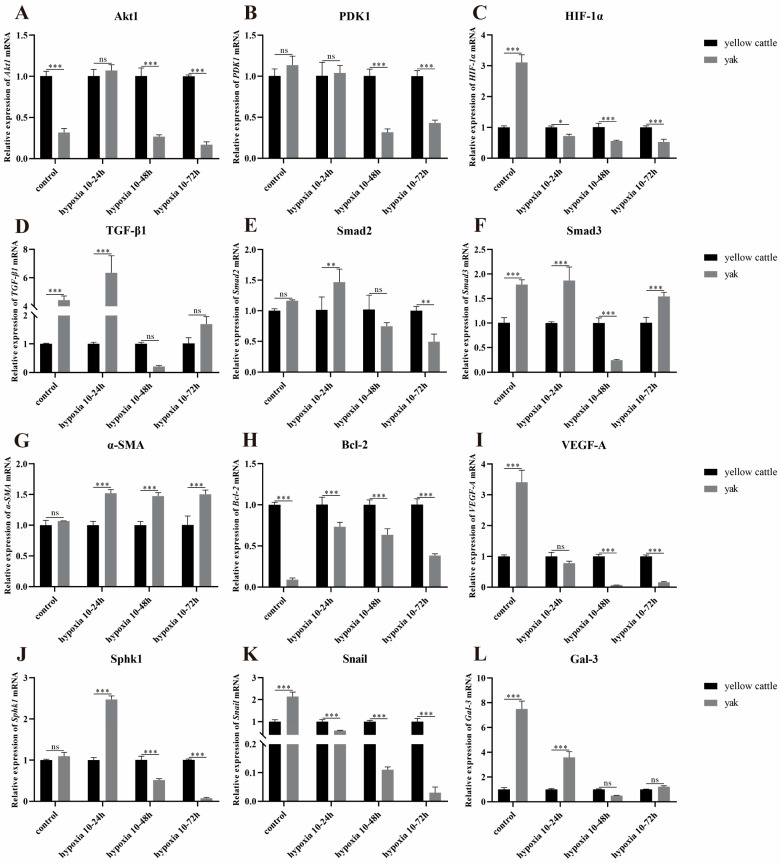 A
Akt1
Relative expression of Akt1 mRNA
1.5
1.0
0.5
0.0
***
ns
***
***
control
hypoxia 10-24h
hypoxia 10-48h
hypoxia 10-72h
B
PDK1
Relative expression of PDK1 mRNA
1.5
1.0
0.5
0.0
ns
ns
***
***
control
hypoxia 10-24h
hypoxia 10-48h
hypoxia 10-72h
C
HIF-1α
Relative expression of HIF-1α mRNA
4
3
2
1
0
***
*
***
***
control
hypoxia 10-24h
hypoxia 10-48h
hypoxia 10-72h
yellow cattle
yak
D
TGF-β1
Relative expression of TGF-β1 mRNA
8
6
4
2
1
0
***
***
ns
ns
control
hypoxia 10-24h
hypoxia 10-48h
hypoxia 10-72h
E
Smad2
Relative expression of Smad2 mRNA
2.0
1.5
1.0
0.5
0.0
ns
**
ns
**
control
hypoxia 10-24h
hypoxia 10-48h
hypoxia 10-72h
F
Smad3
Relative expression of Smad3 mRNA
2.5
2.0
1.5
1.0
0.5
0.0
***
***
***
***
control
hypoxia 10-24h
hypoxia 10-48h
hypoxia 10-72h
yellow cattle
yak
G
α-SMA
Relative expression of α-SMA mRNA
2.0
1.5
1.0
0.5
0.0
ns
***
***
***
control
hypoxia 10-24h
hypoxia 10-48h
hypoxia 10-72h
H
Bcl-2
Relative expression of Bcl-2 mRNA
1.5
1.0
0.5
0.0
***
***
***
***
control
hypoxia 10-24h
hypoxia 10-48h
hypoxia 10-72h
I
VEGF-A
Relative expression of VEGF-A mRNA
4
3
2
1
0
***
ns
***
***
control
hypoxia 10-24h
hypoxia 10-48h
hypoxia 10-72h
yellow cattle
yak
J
Sphk1
Relative expression of Sphk1 mRNA
3
2
1
0
ns
***
***
***
control
hypoxia 10-24h
hypoxia 10-48h
hypoxia 10-72h
K
Snail
Relative expression of Snail mRNA
3
2
1
0.2
0.1
0.0
***
***
***
***
control
hypoxia 10-24h
hypoxia 10-48h
hypoxia 10-72h
L
Gal-3
Relative expression of Gal-3 mRNA
10
8
6
4
2
0
***
***
ns
ns
control
hypoxia 10-24h
hypoxia 10-48h
hypoxia 10-72h
yellow cattle
yak